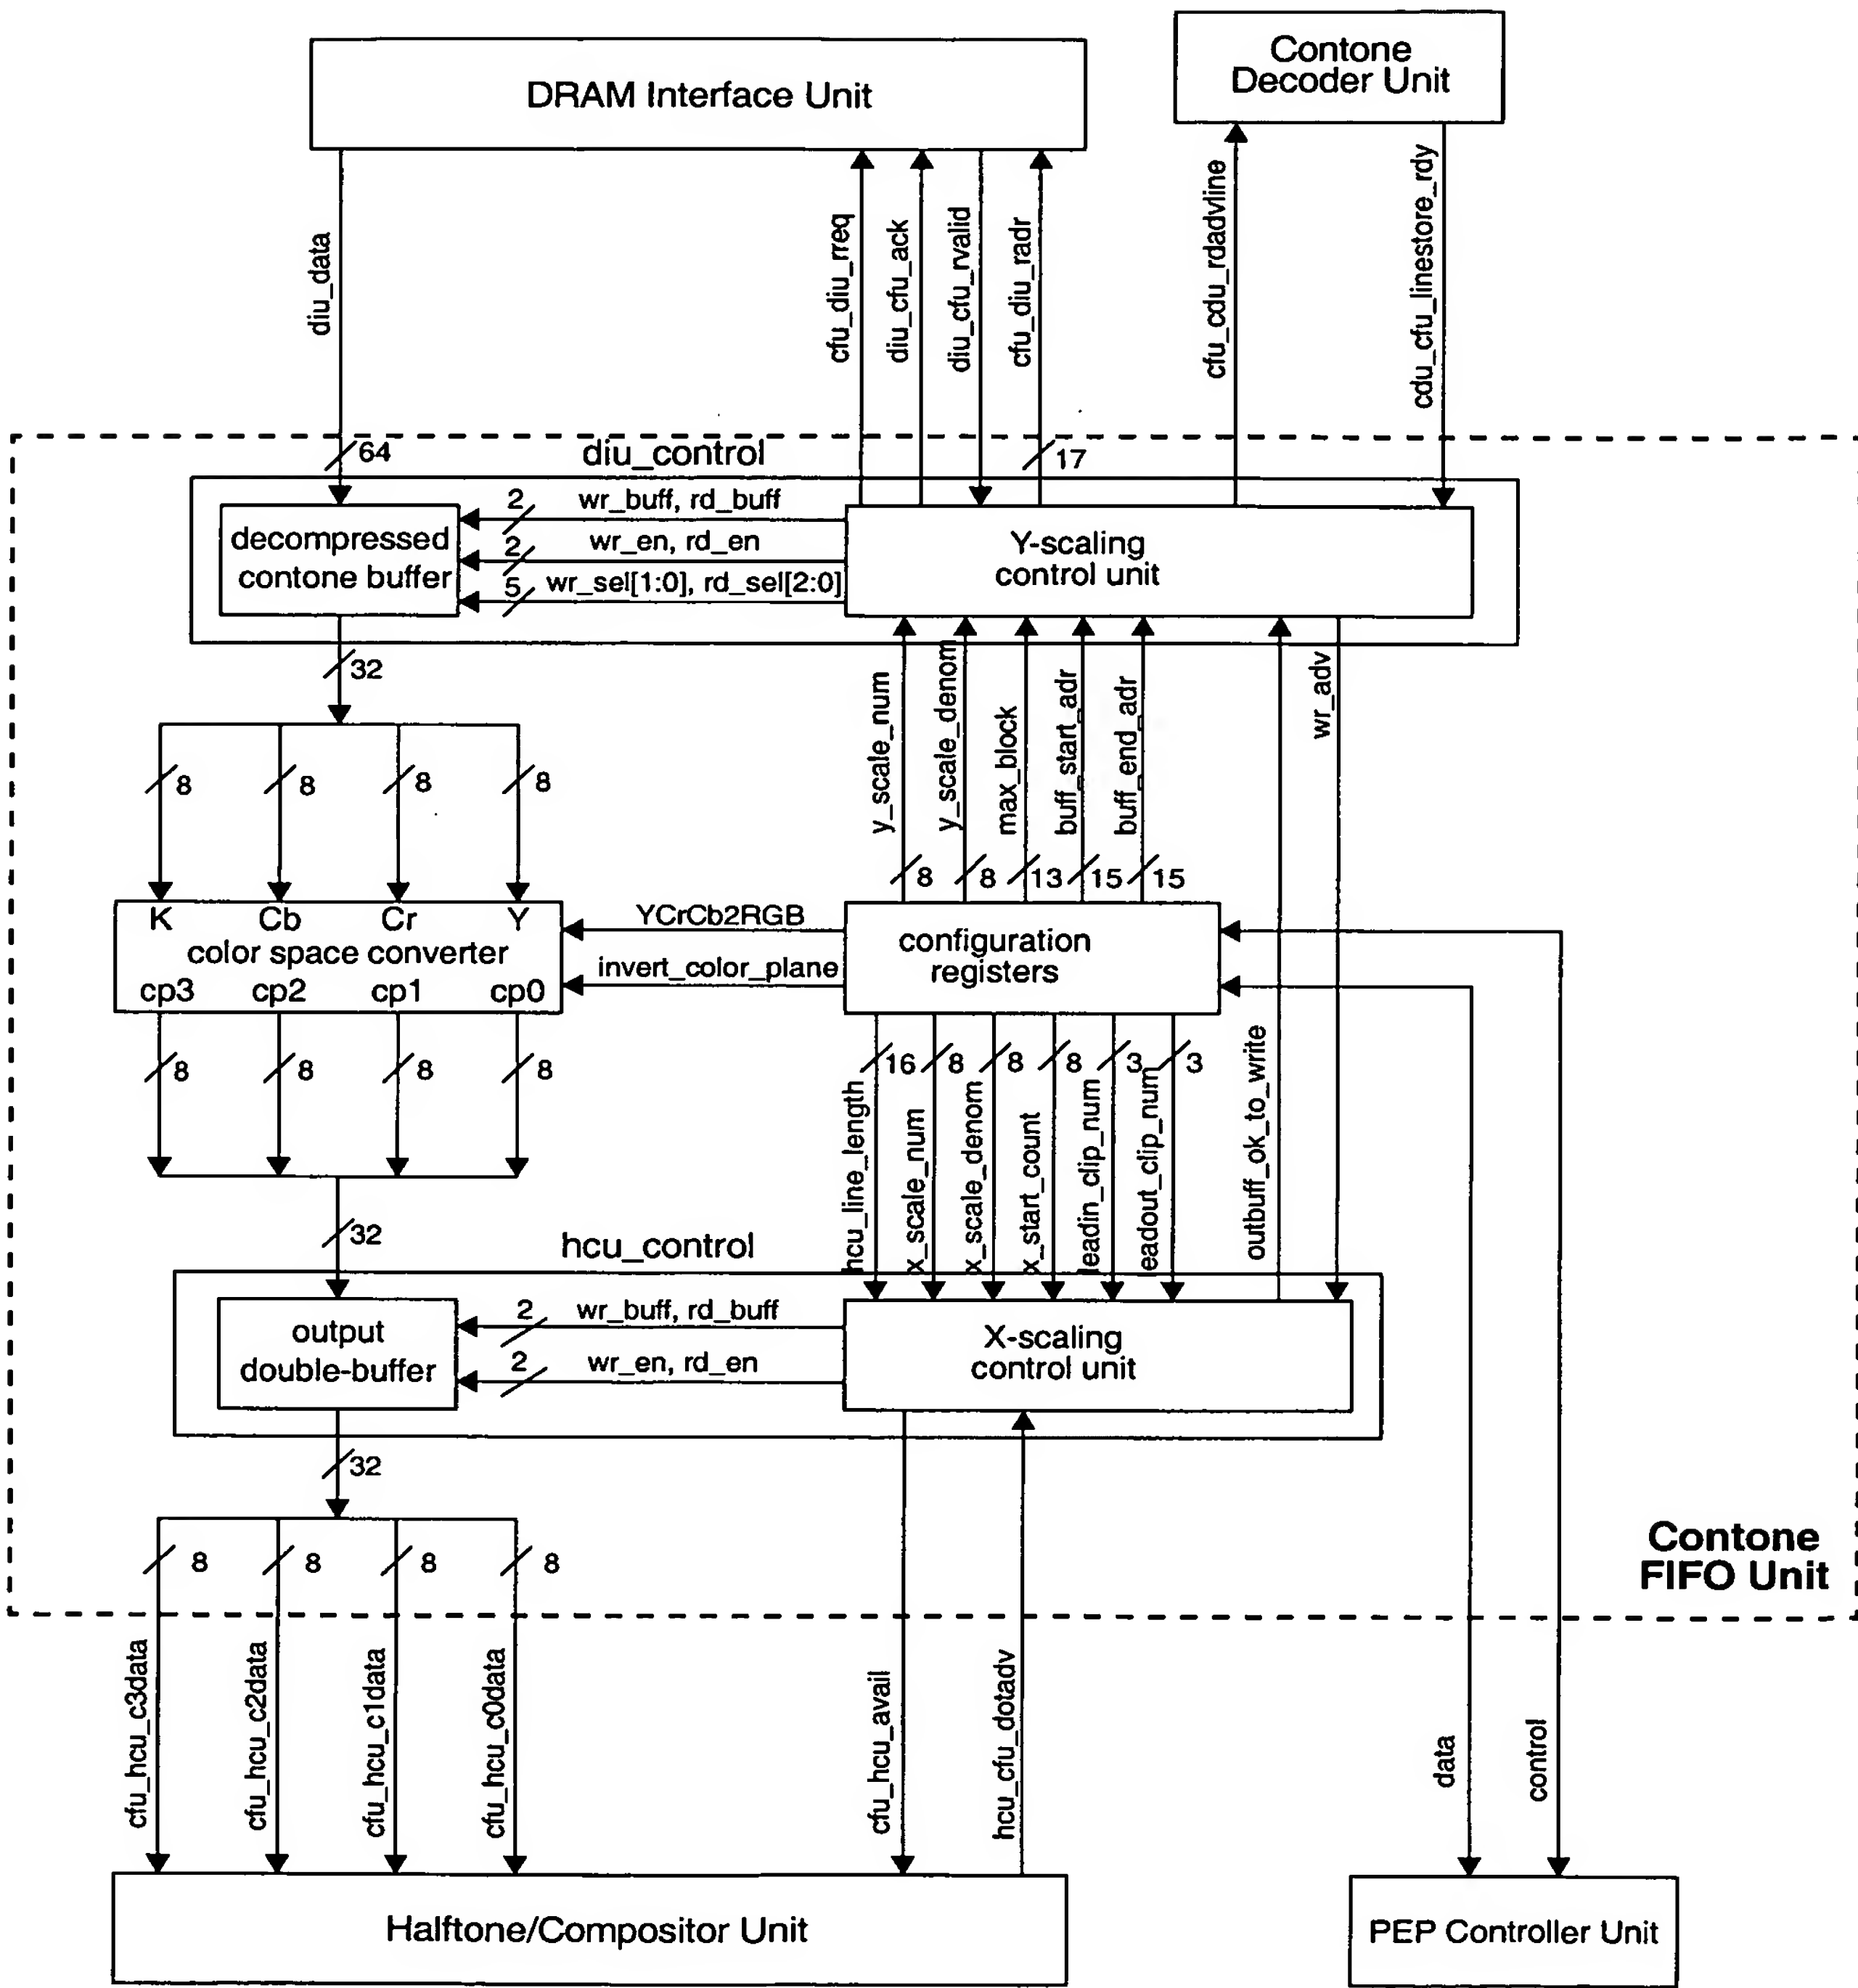 DRAM Interface Unit
Contone
Decoder Unit
diu_data
cfu_diu_rreq
diu_cfu_ack
diu_cfu_rvalid
cfu_diu_radr
cfu_cdu_rdadvline
cdu_cfu_linestore_rdy
64
diu_control
17
decompressed
contone buffer
2
wr_buff, rd_buff
2
wr_en, rd_en
5
wr_sel[1:0], rd_sel[2:0]
Y-scaling
control unit
32
y_scale_num
y_scale_denom
max_block
buff_start_adr
buff_end_adr
wr_adv
8
8
8
8
8
8
13
15
15
K
Cb
Cr
Y
color space converter
cp3
cp2
cp1
cp0
YCrCb2RGB
invert_color_plane
configuration
registers
8
8
8
8
16
8
8
8
3
3
hcu_line_length
x_scale_num
x_scale_denom
x_start_count
leadin_clip_num
leadout_clip_num
outbuff_ok_to_write
32
hcu_control
output
double-buffer
2
wr_buff, rd_buff
2
wr_en, rd_en
X-scaling
control unit
32
8
8
8
8
Contone
FIFO Unit
cfu_hcu_c3data
cfu_hcu_c2data
cfu_hcu_c1data
cfu_hcu_c0data
cfu_hcu_avail
hcu_cfu_dotadv
data
control
Halftone/Compositor Unit
PEP Controller Unit